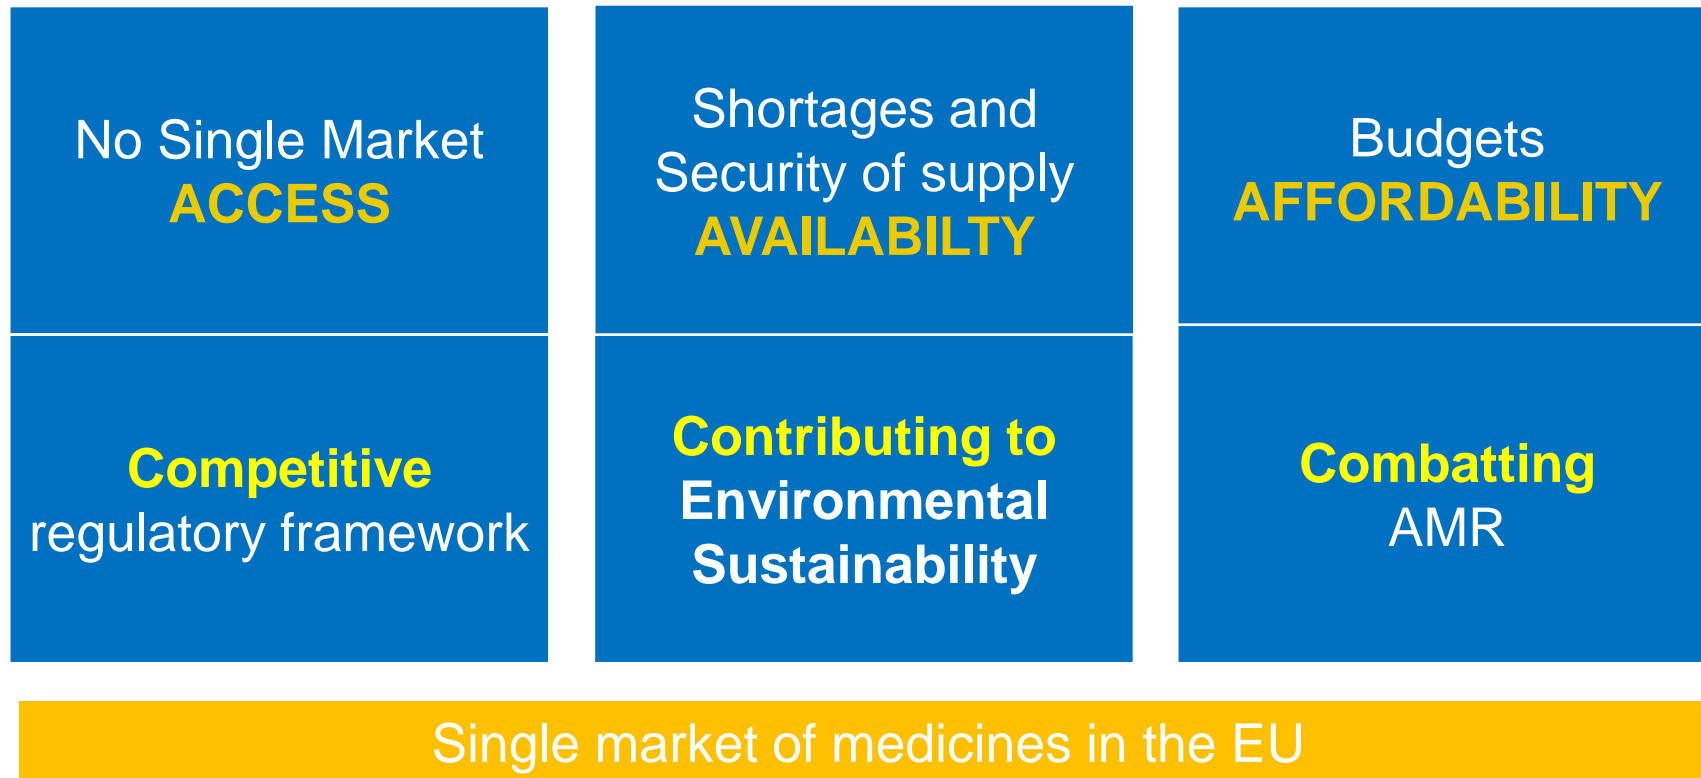 No Single Market
ACCESS
Shortages and
Security of supply
AVAILABILTY
Budgets
AFFORDABILITY
Competitive
regulatory framework
Contributing to
Environmental
Sustainability
Combatting
AMR
Single market of medicines in the EU